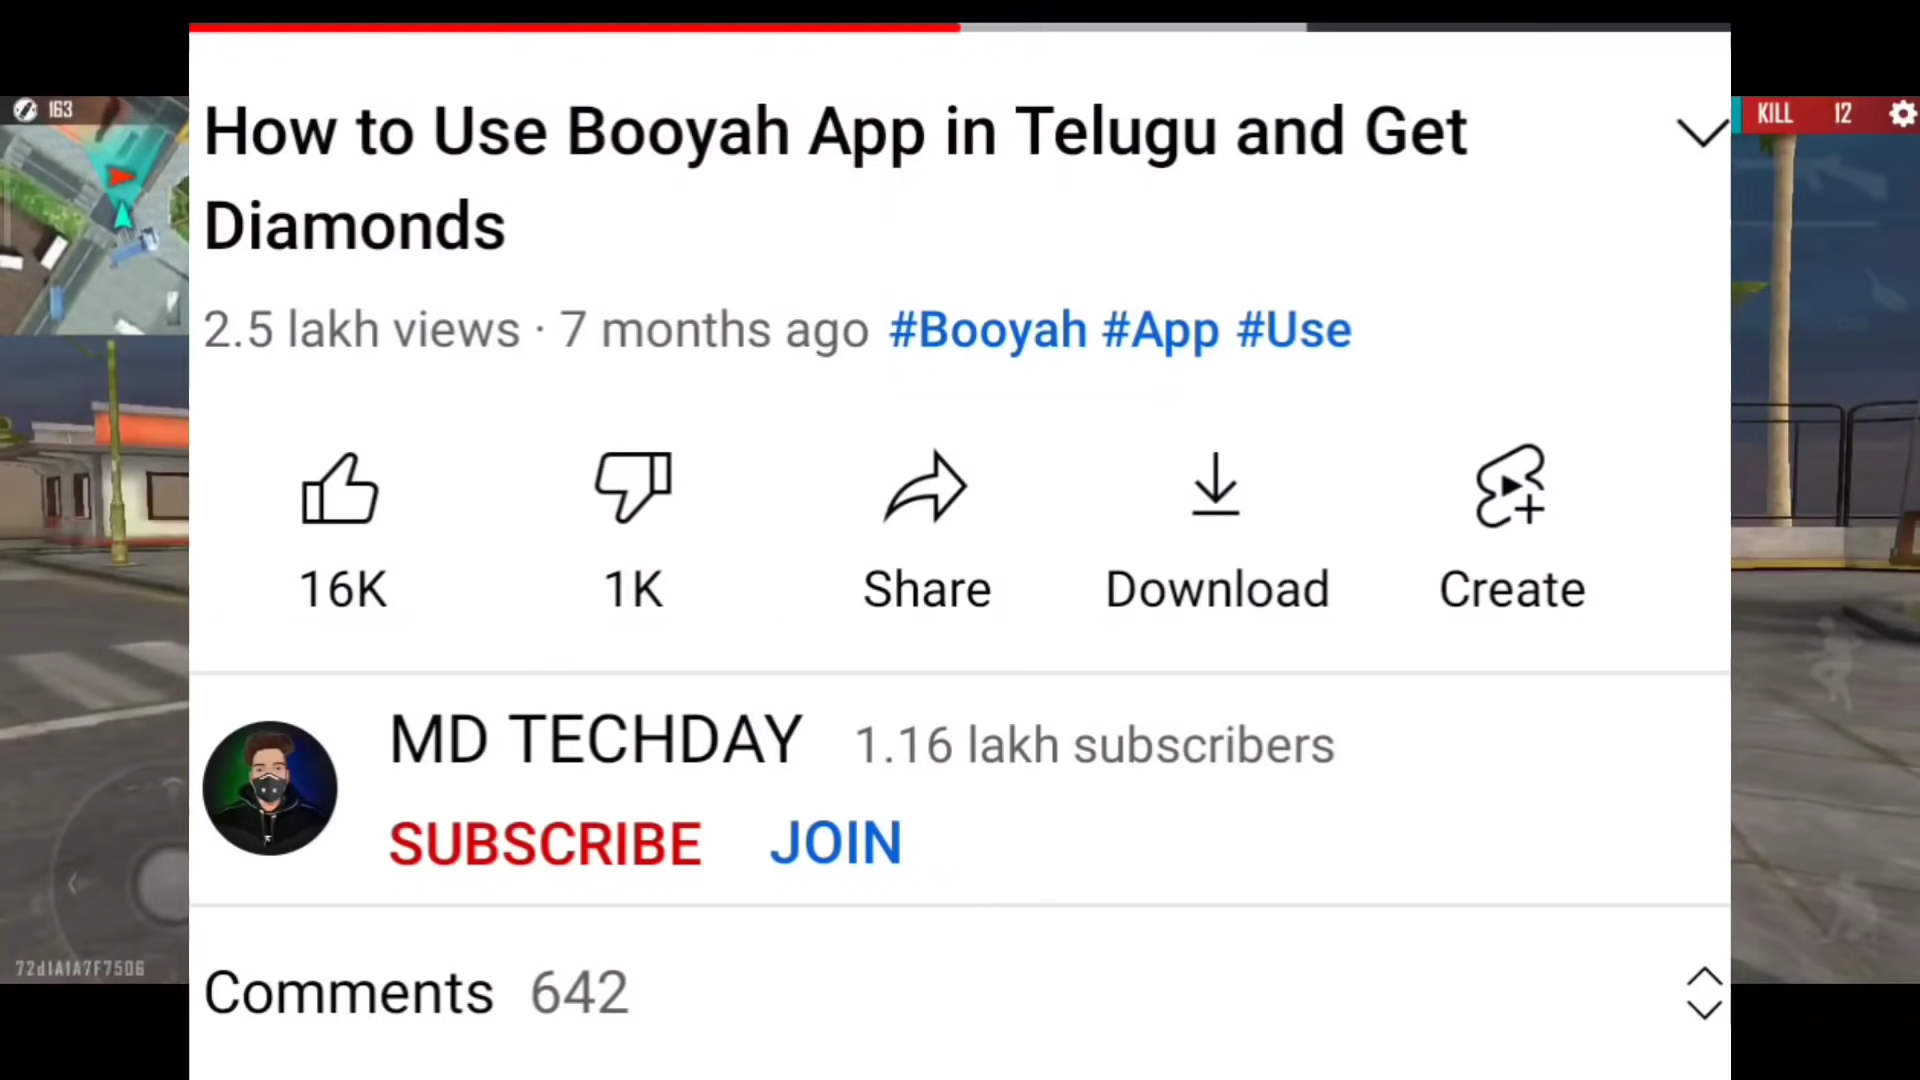 163
KILL 12
How to Use Booyah App in Telugu and Get
Diamonds
2.5 lakh views · 7 months ago #Booyah #App #Use
16K 1K Share Download Create
MD TECHDAY 1.16 lakh subscribers
SUBSCRIBE JOIN
72d1A1A7F7506
Comments 642